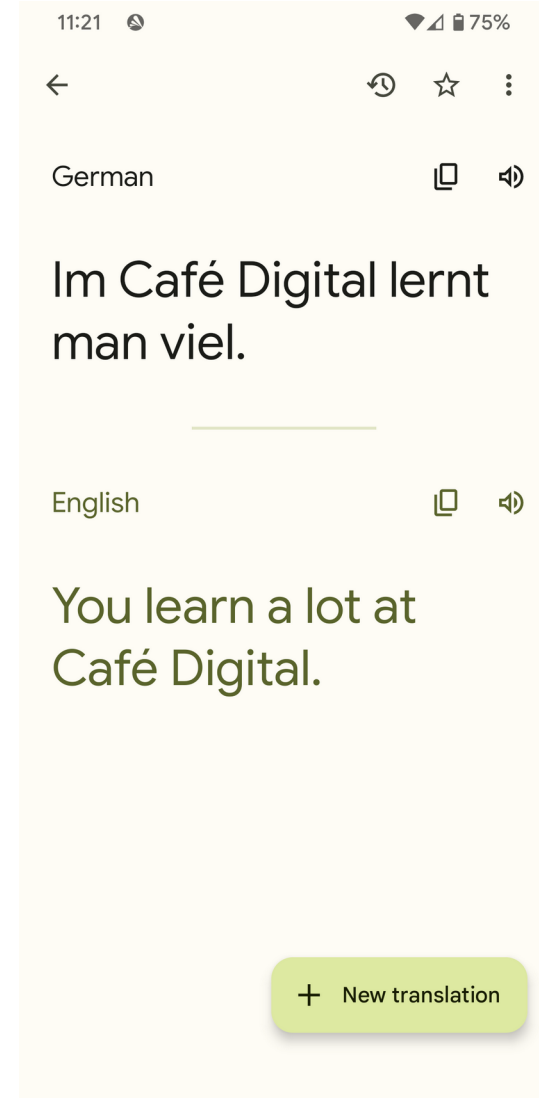 11:21 75%
German
Im Café Digital lernt
man viel.
English
You learn a lot at
Café Digital.
New translation